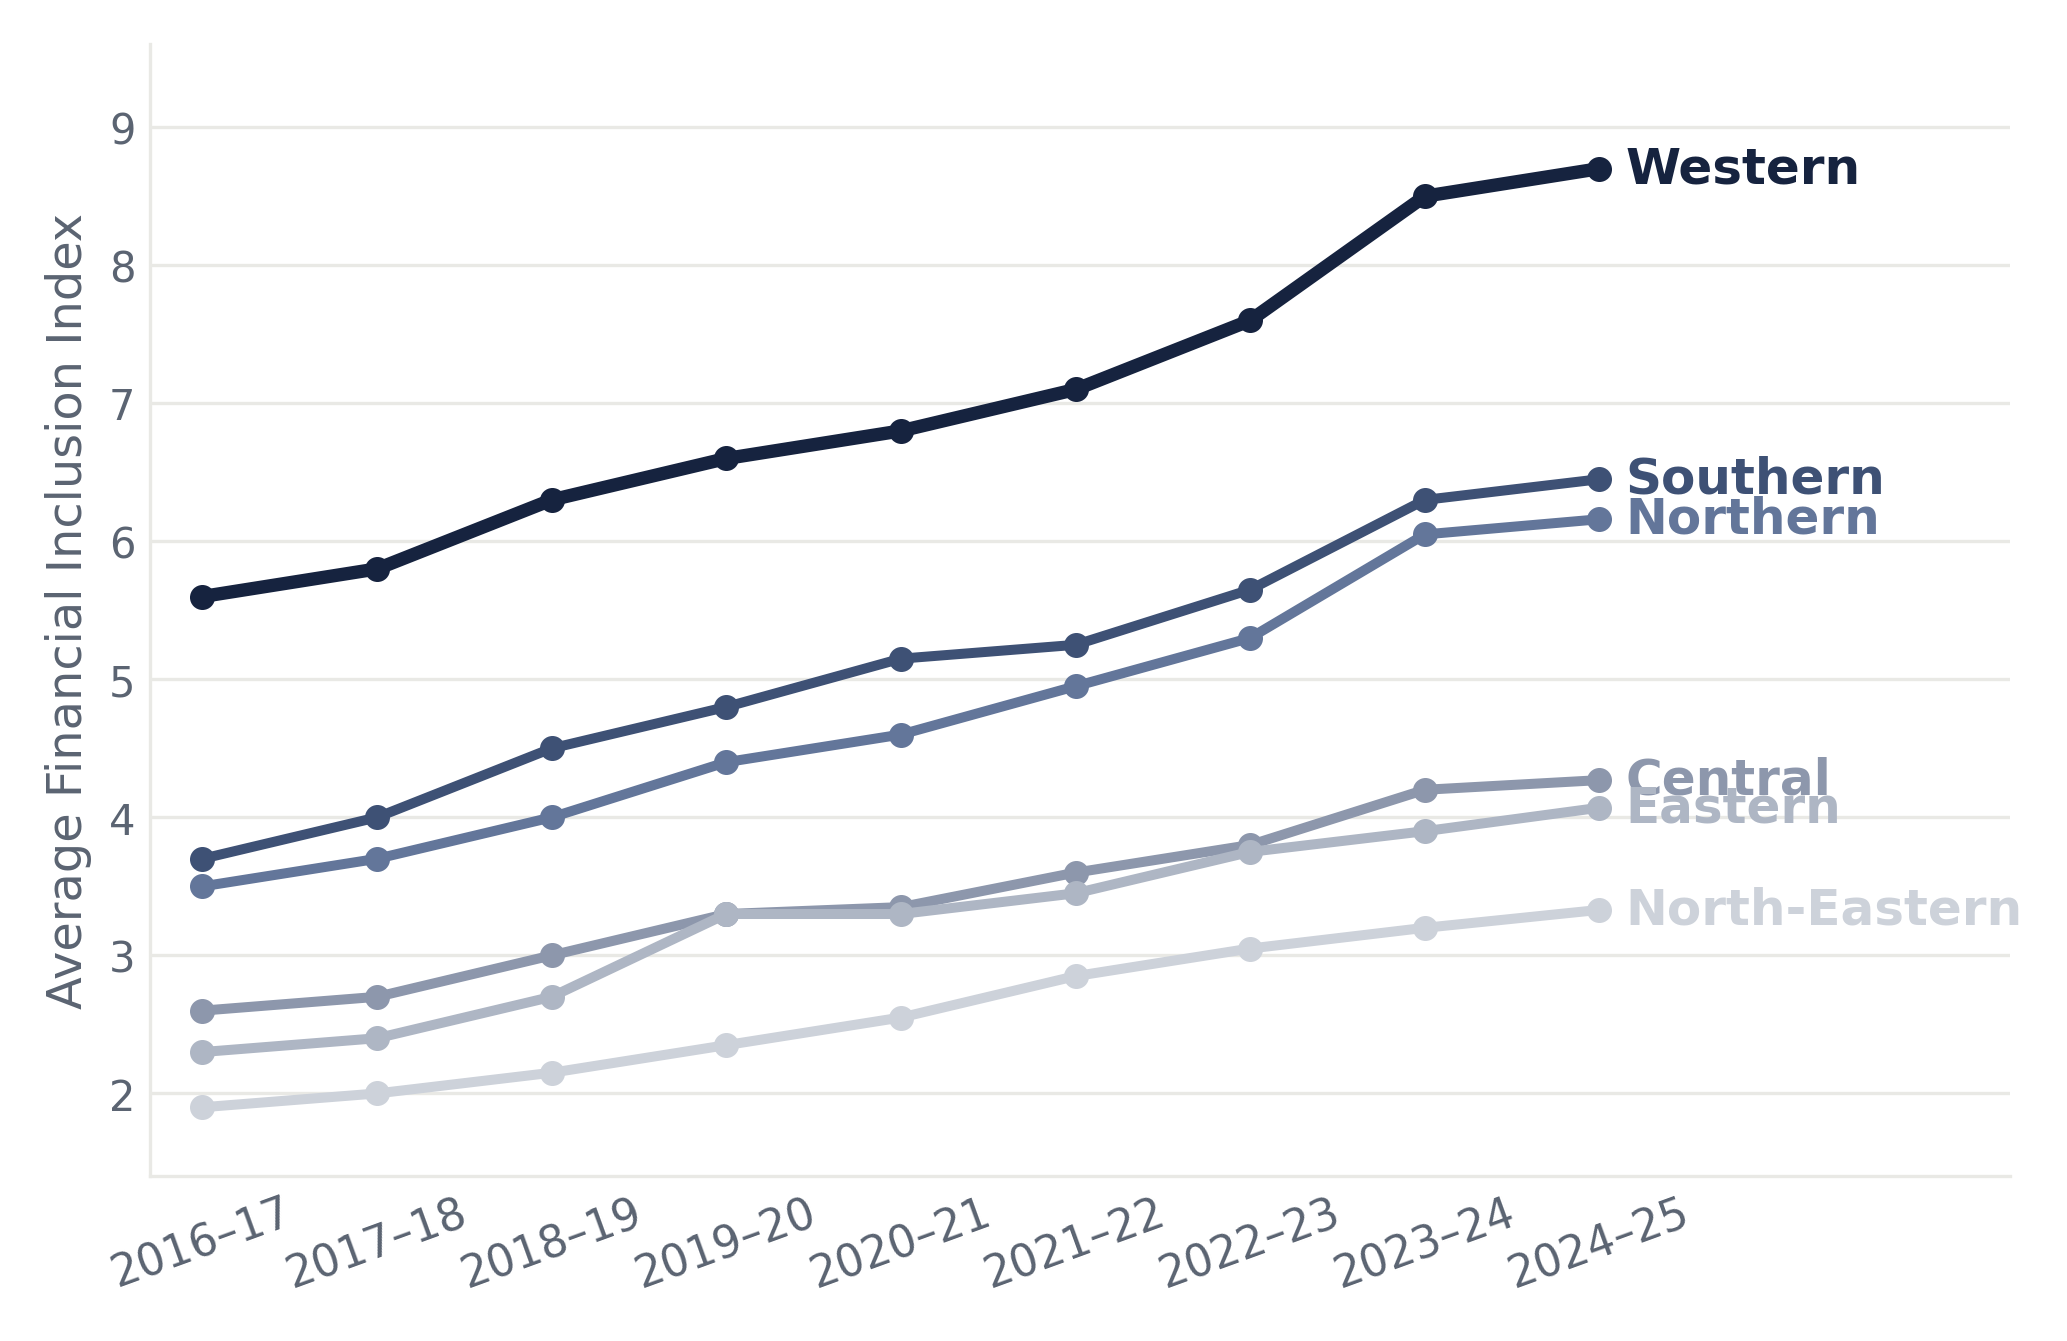 Average Financial Inclusion Index
9
8
7
6
5
4
3
2
Western
Southern
Northern
Central
Eastern
North-Eastern
2016–17
2017–18
2018–19
2019–20
2020–21
2021–22
2022–23
2023–24
2024–25